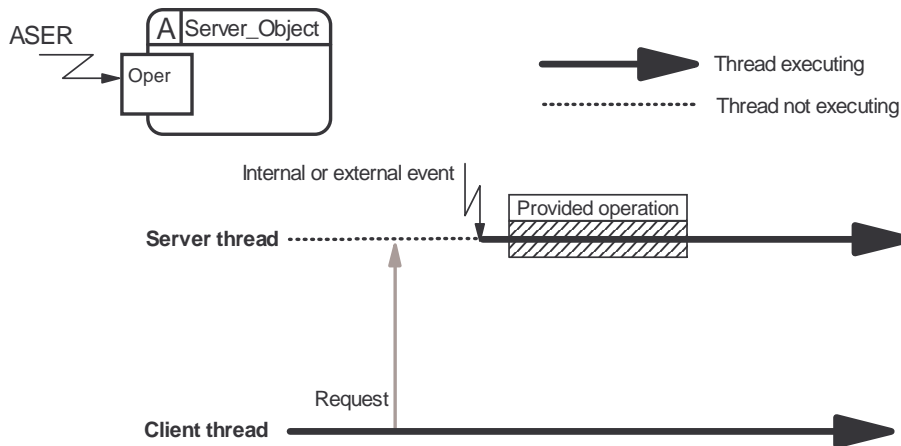 ASER
A Server_Object
Oper
Thread executing
Thread not executing
Internal or external event
Provided operation
Server thread
Request
Client thread